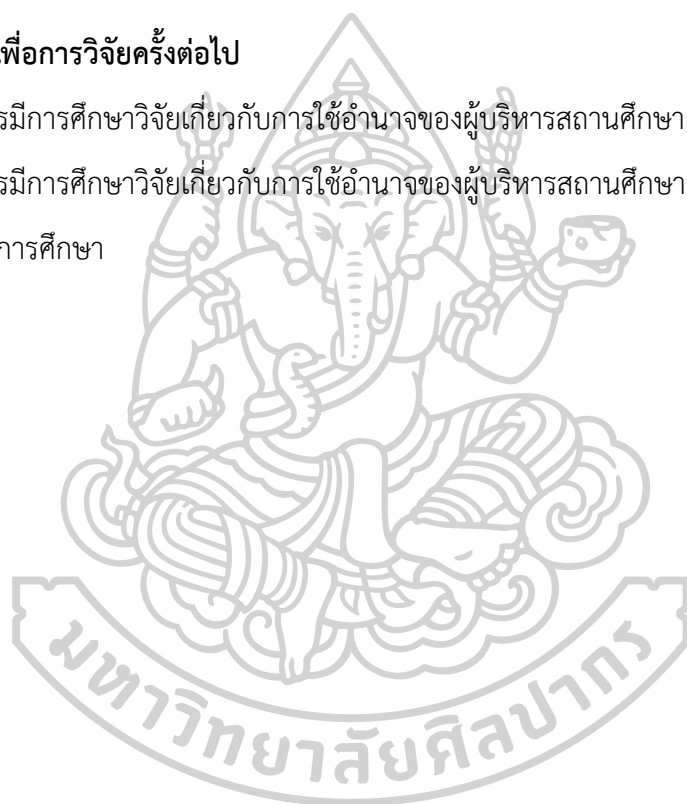 เพื่อการวิจัยครั้งต่อไป
รมีการศึกษาวิจัยเกี่ยวกับการใช้อำนาจของผู้บริหารสถานศึกษา
รมีการศึกษาวิจัยเกี่ยวกับการใช้อำนาจของผู้บริหารสถานศึกษา
การศึกษา
มหาวิทยาลัยศิลปากร